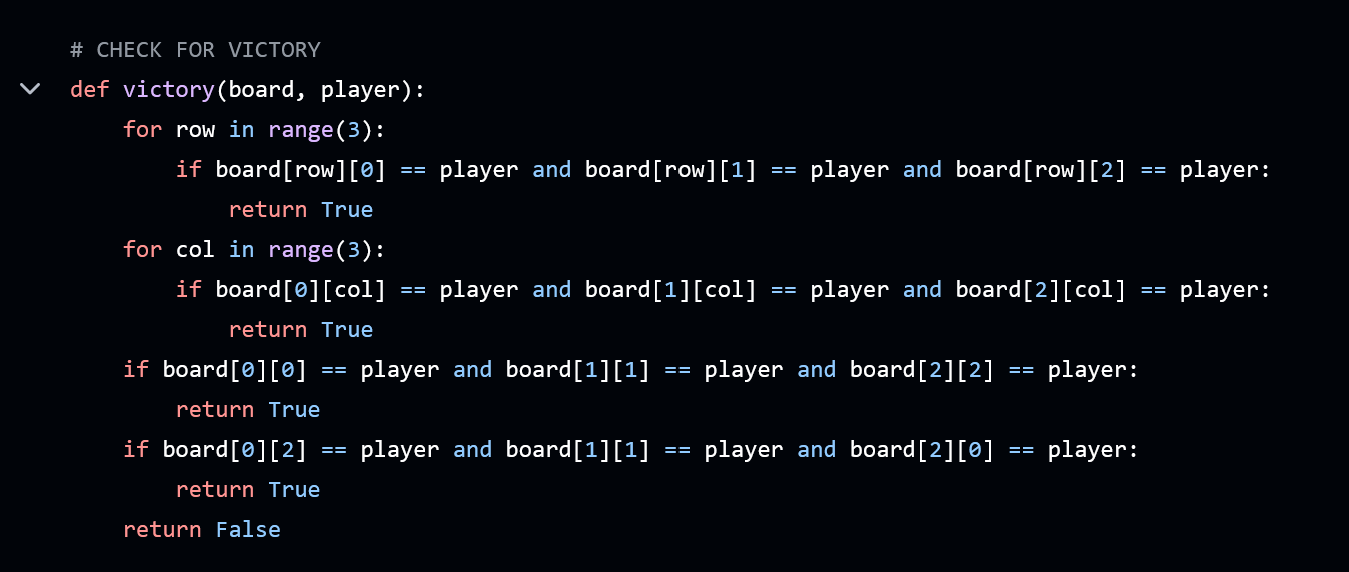 # CHECK FOR VICTORY
def victory(board, player):
    for row in range(3):
        if board[row][0] == player and board[row][1] == player and board[row][2] == player:
            return True
    for col in range(3):
        if board[0][col] == player and board[1][col] == player and board[2][col] == player:
            return True
    if board[0][0] == player and board[1][1] == player and board[2][2] == player:
        return True
    if board[0][2] == player and board[1][1] == player and board[2][0] == player:
        return True
    return False